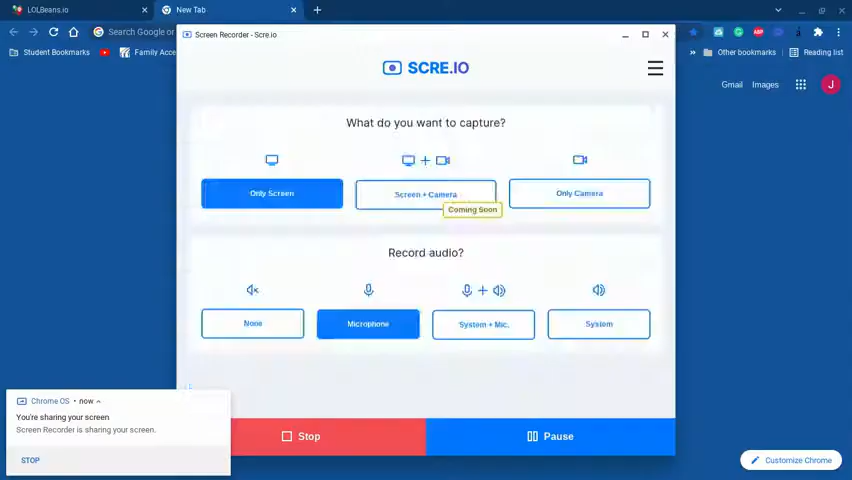 LOLBeans.io
New Tab
Search Google or
Student Bookmarks
Family Acce
Other bookmarks
Reading list
Screen Recorder - Scre.io
SCRE.IO
Gmail
Images
J
What do you want to capture?
Only Screen
Screen + Camera
Only Camera
Coming Soon
Record audio?
None
Microphone
System + Mic.
System
Chrome OS • now
You're sharing your screen
Screen Recorder is sharing your screen.
STOP
Stop
Pause
Customize Chrome